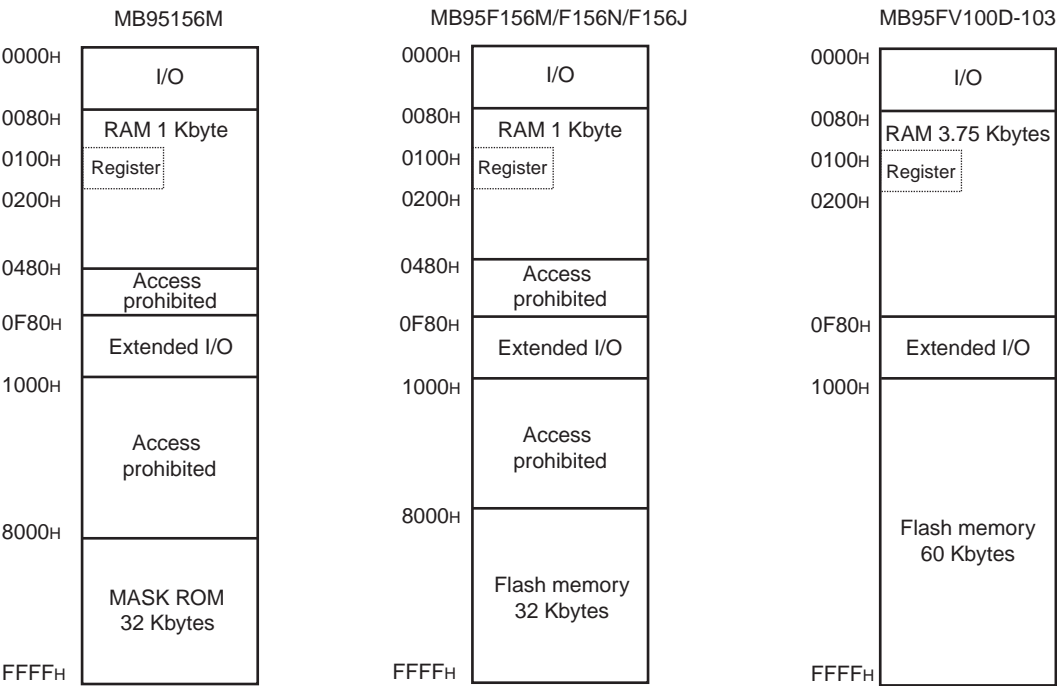 MB95156M
0000H
I/O
0080H
RAM 1 Kbyte
0100H
Register
0200H
0480H
Access
prohibited
0F80H
Extended I/O
1000H
Access
prohibited
8000H
MASK ROM
32 Kbytes
FFFFH
MB95F156M/F156N/F156J
0000H
I/O
0080H
RAM 1 Kbyte
0100H
Register
0200H
0480H
Access
prohibited
0F80H
Extended I/O
1000H
Access
prohibited
8000H
Flash memory
32 Kbytes
FFFFH
MB95FV100D-103
0000H
I/O
0080H
RAM 3.75 Kbytes
0100H
Register
0200H
0F80H
Extended I/O
1000H
Flash memory
60 Kbytes
FFFFH